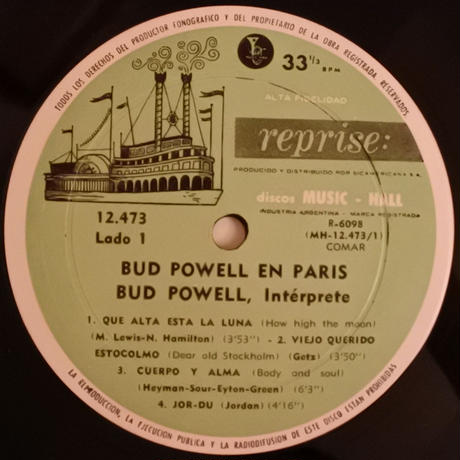 TODOS LOS DERECHOS DEL PRODUCTOR FONOGRAFICO Y DEL PROPIETARIO DE LA OBRA REGISTRADA RESERVADOS
33 1/3 RPM
ALTA FIDELIDAD
reprise:
PRODUCIDO Y DISTRIBUIDO POR SICAMERICANA S.A.
discos MUSIC - HALL
INDUSTRIA ARGENTINA - MARCA REGISTRADA
12.473
Lado 1
R-6098
(MH-12.473/1)
COMAR
BUD POWELL EN PARIS
BUD POWELL, Intérprete
1. QUE ALTA ESTA LA LUNA (How high the moon)
(M. Lewis-N. Hamilton) (3'53") - 2. VIEJO QUERIDO
ESTOCOLMO (Dear old Stockholm) (Getz) (3'50")
3. CUERPO Y ALMA (Body and soul)
(Heyman-Sour-Eyton-Green) (6'3")
4. JOR-DU (Jordan) (4'16")
LA REPRODUCCION, LA EJECUCION PUBLICA Y LA RADIODIFUSION DE ESTE DISCO ESTAN PROHIBIDAS